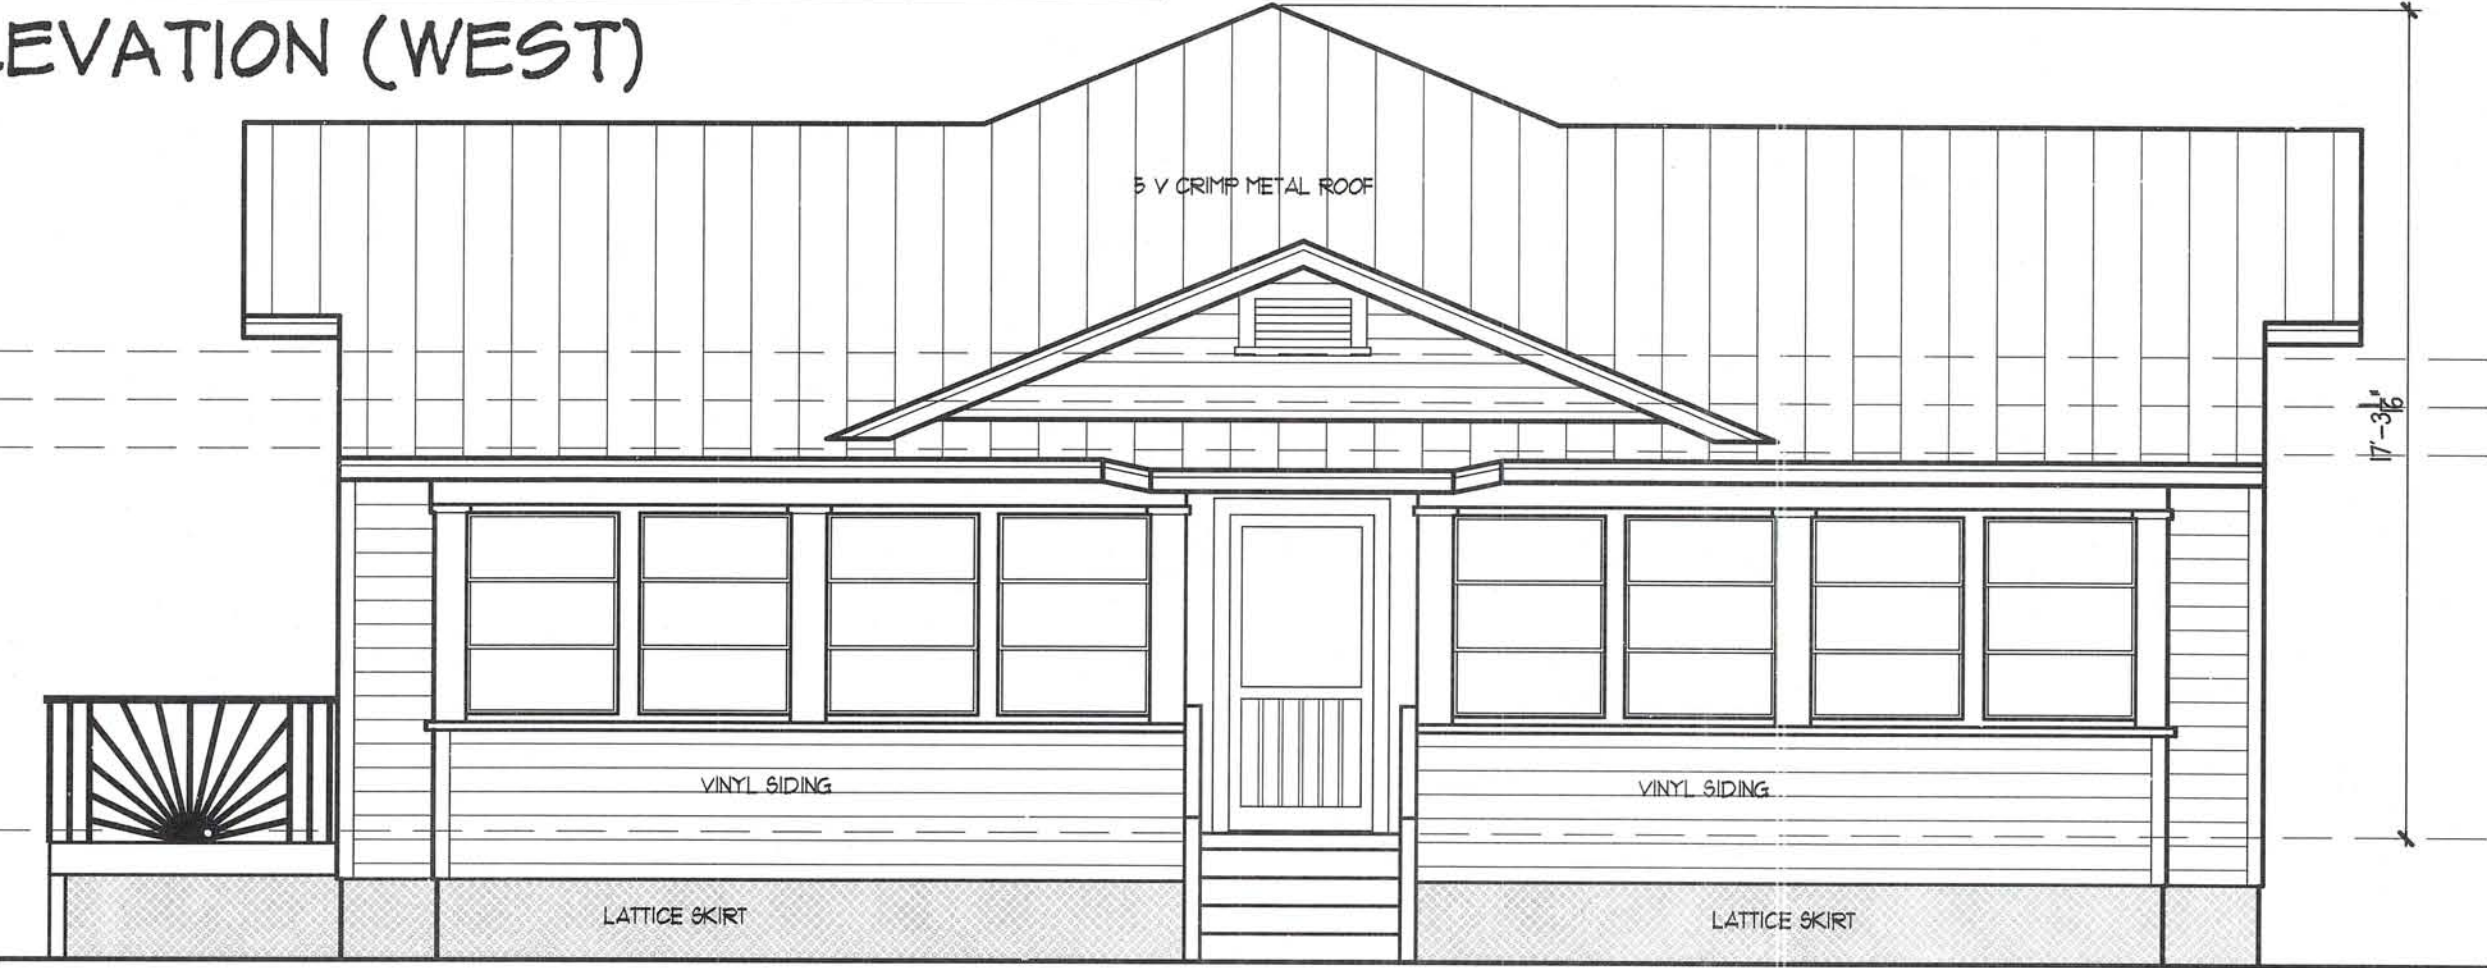 EVATION (WEST)
5 V CRIMP METAL ROOF
17'-3 1/16"
VINYL SIDING
VINYL SIDING
LATTICE SKIRT
LATTICE SKIRT